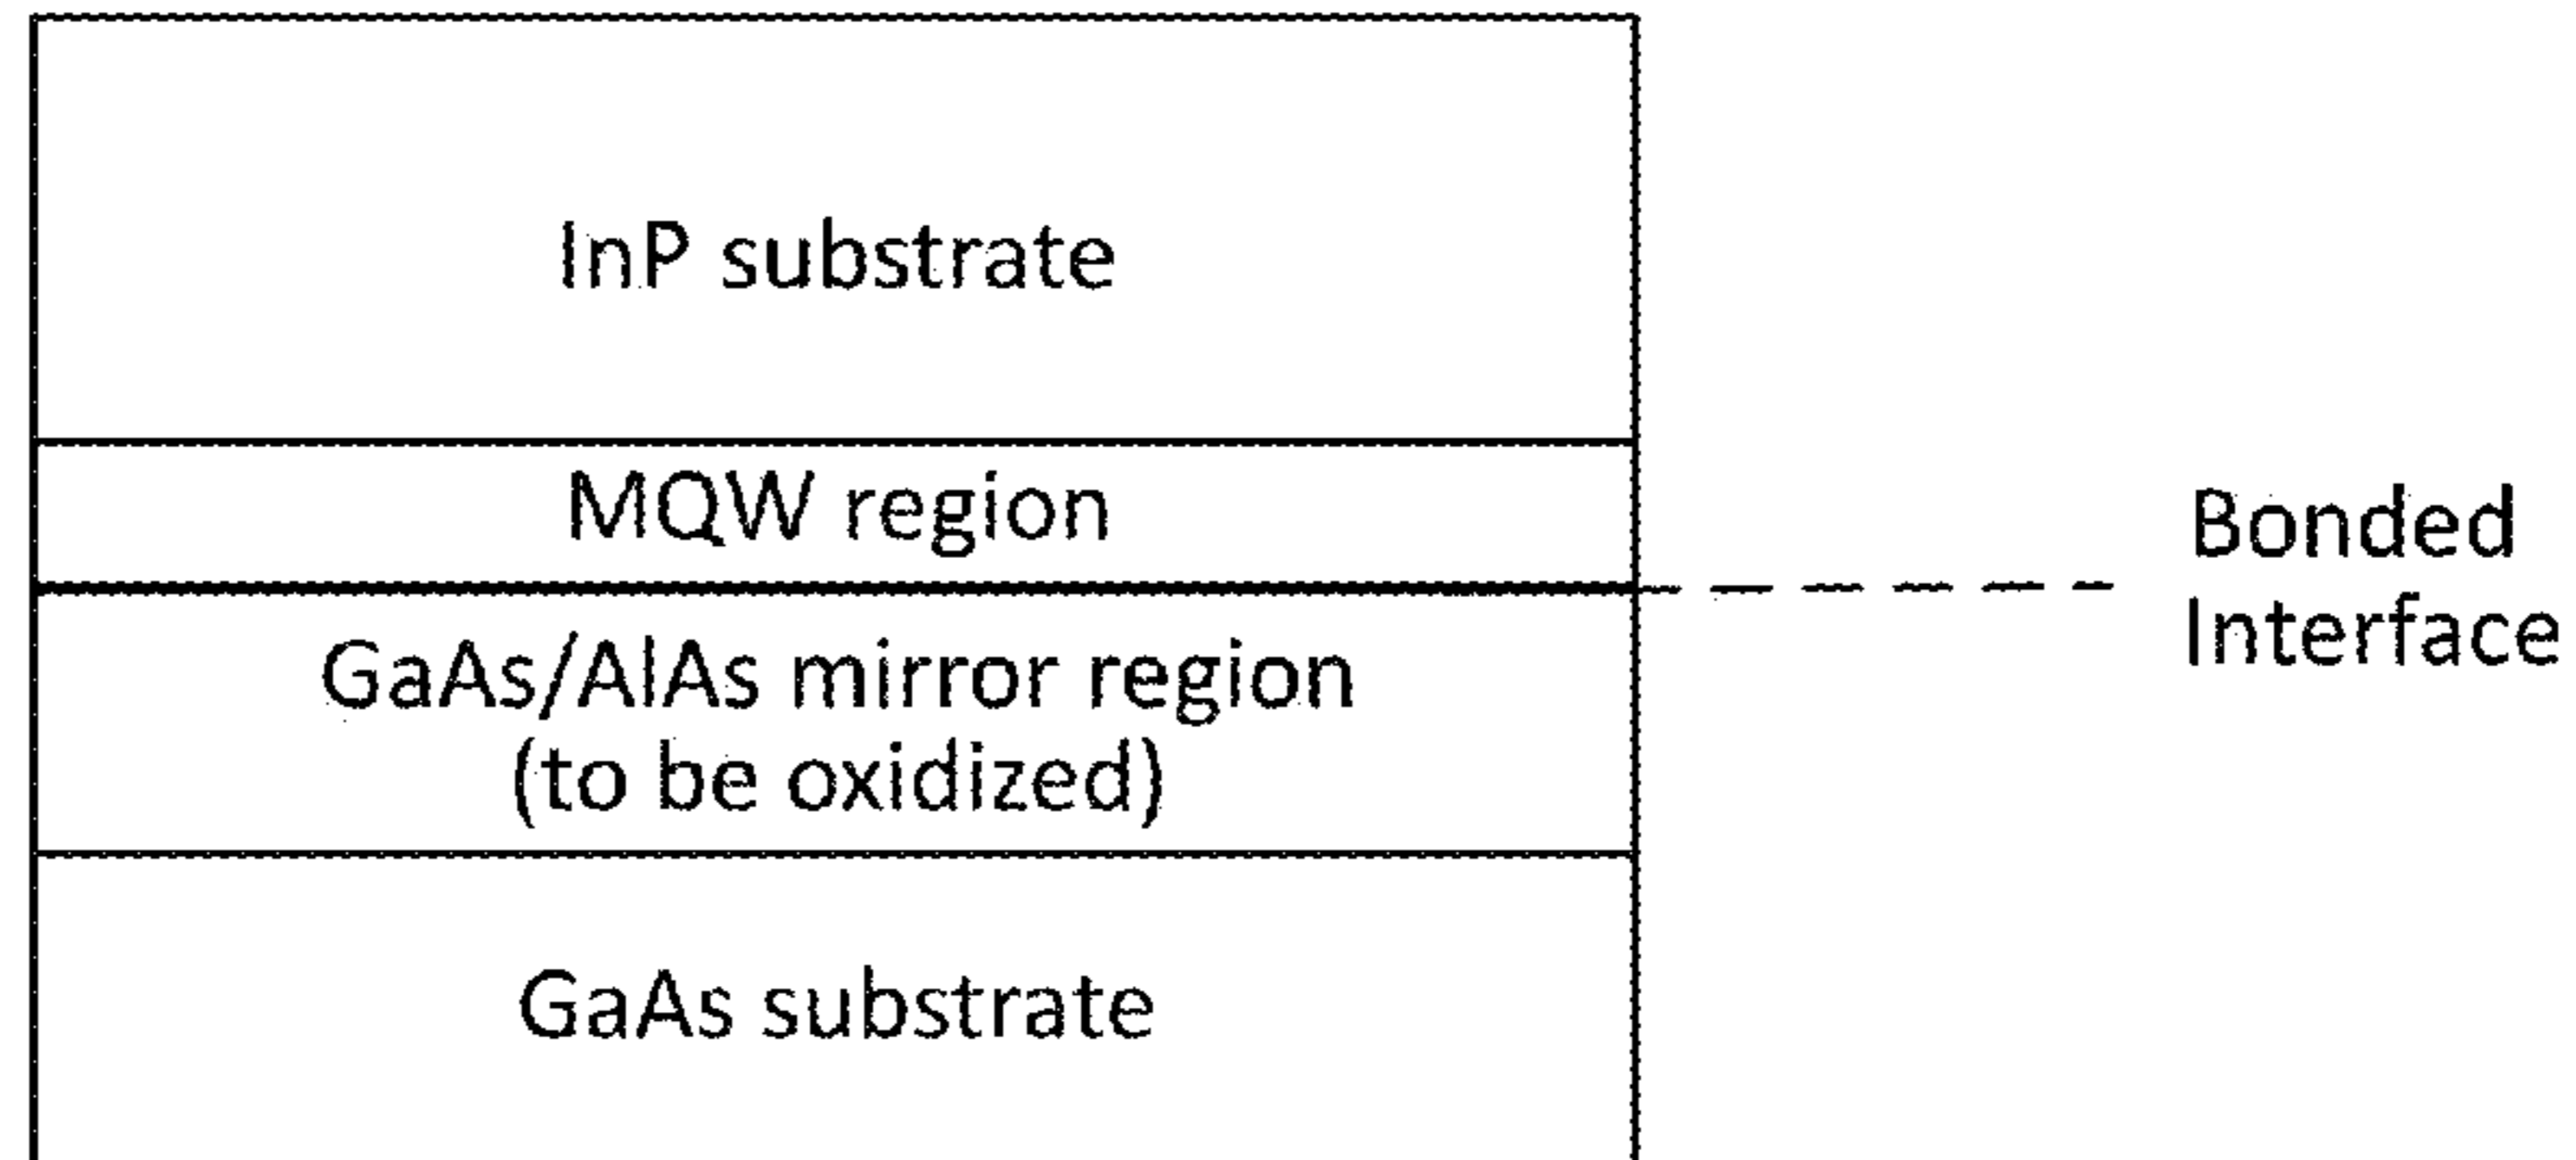 InP substrate
MQW region
Bonded
Interface
GaAs/AlAs mirror region
(to be oxidized)
GaAs substrate